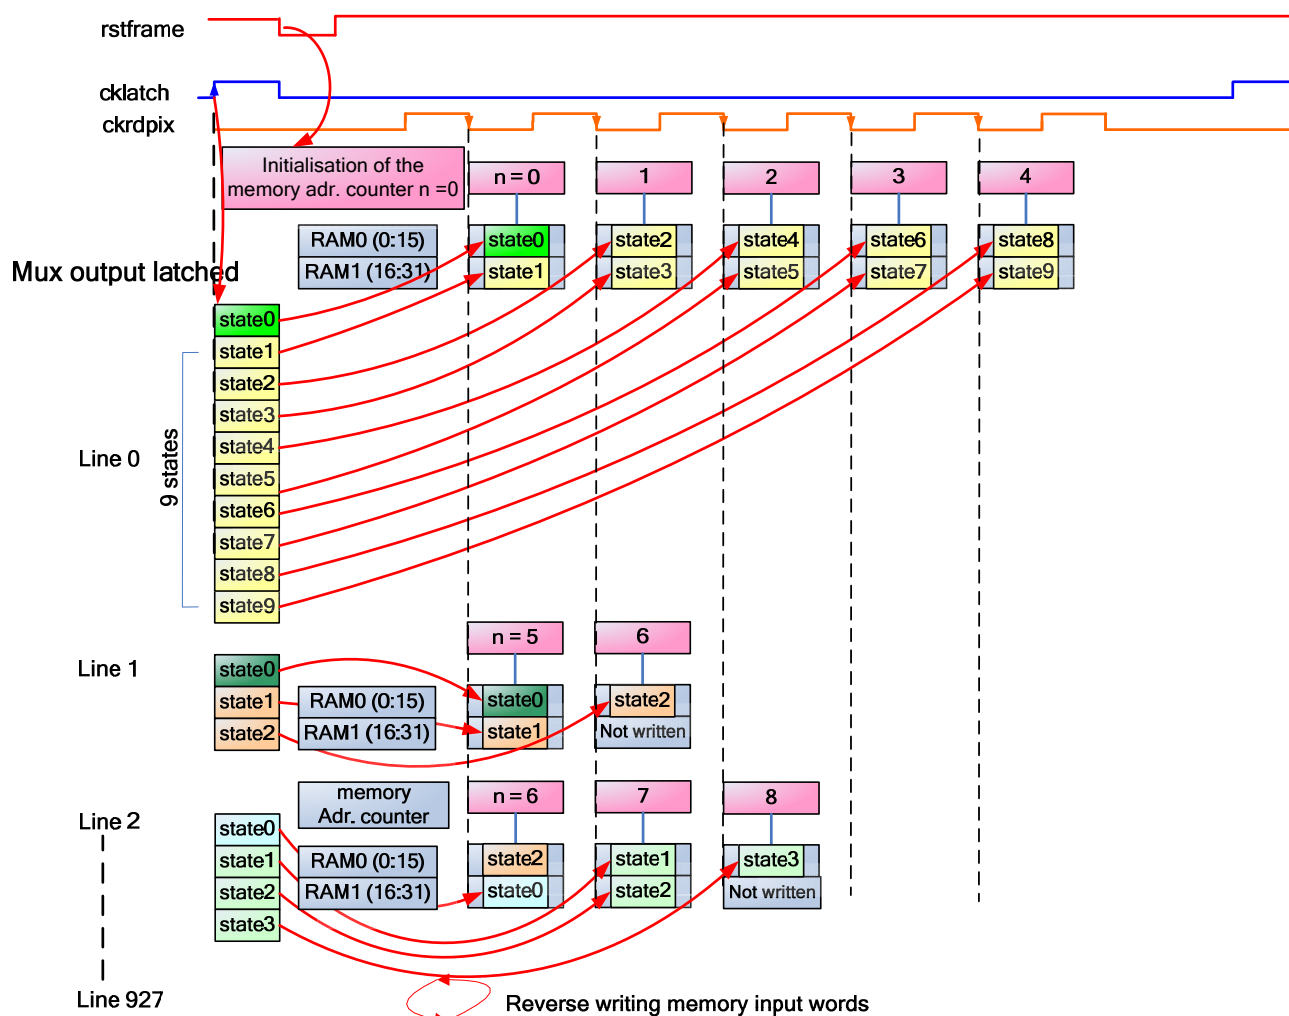 rstframe
cklatch
ckrdpix
Initialisation of the
memory adr. counter n =0
n = 0
1
2
3
4
RAM0 (0:15)
state0
state2
state4
state6
state8
RAM1 (16:31)
state1
state3
state5
state7
state9
Mux output latched
state0
state1
state2
state3
state4
state5
state6
state7
state8
state9
Line 0
9 states
n = 5
6
Line 1
state0
state1
state2
RAM0 (0:15)
RAM1 (16:31)
state0
state1
state2
Not written
memory
Adr. counter
n=6
7
8
Line 2
state0
state1
state2
state3
RAM0 (0:15)
RAM1 (16:31)
state2
state0
state1
state2
state3
Not written
Line 927
Reverse writing memory input words